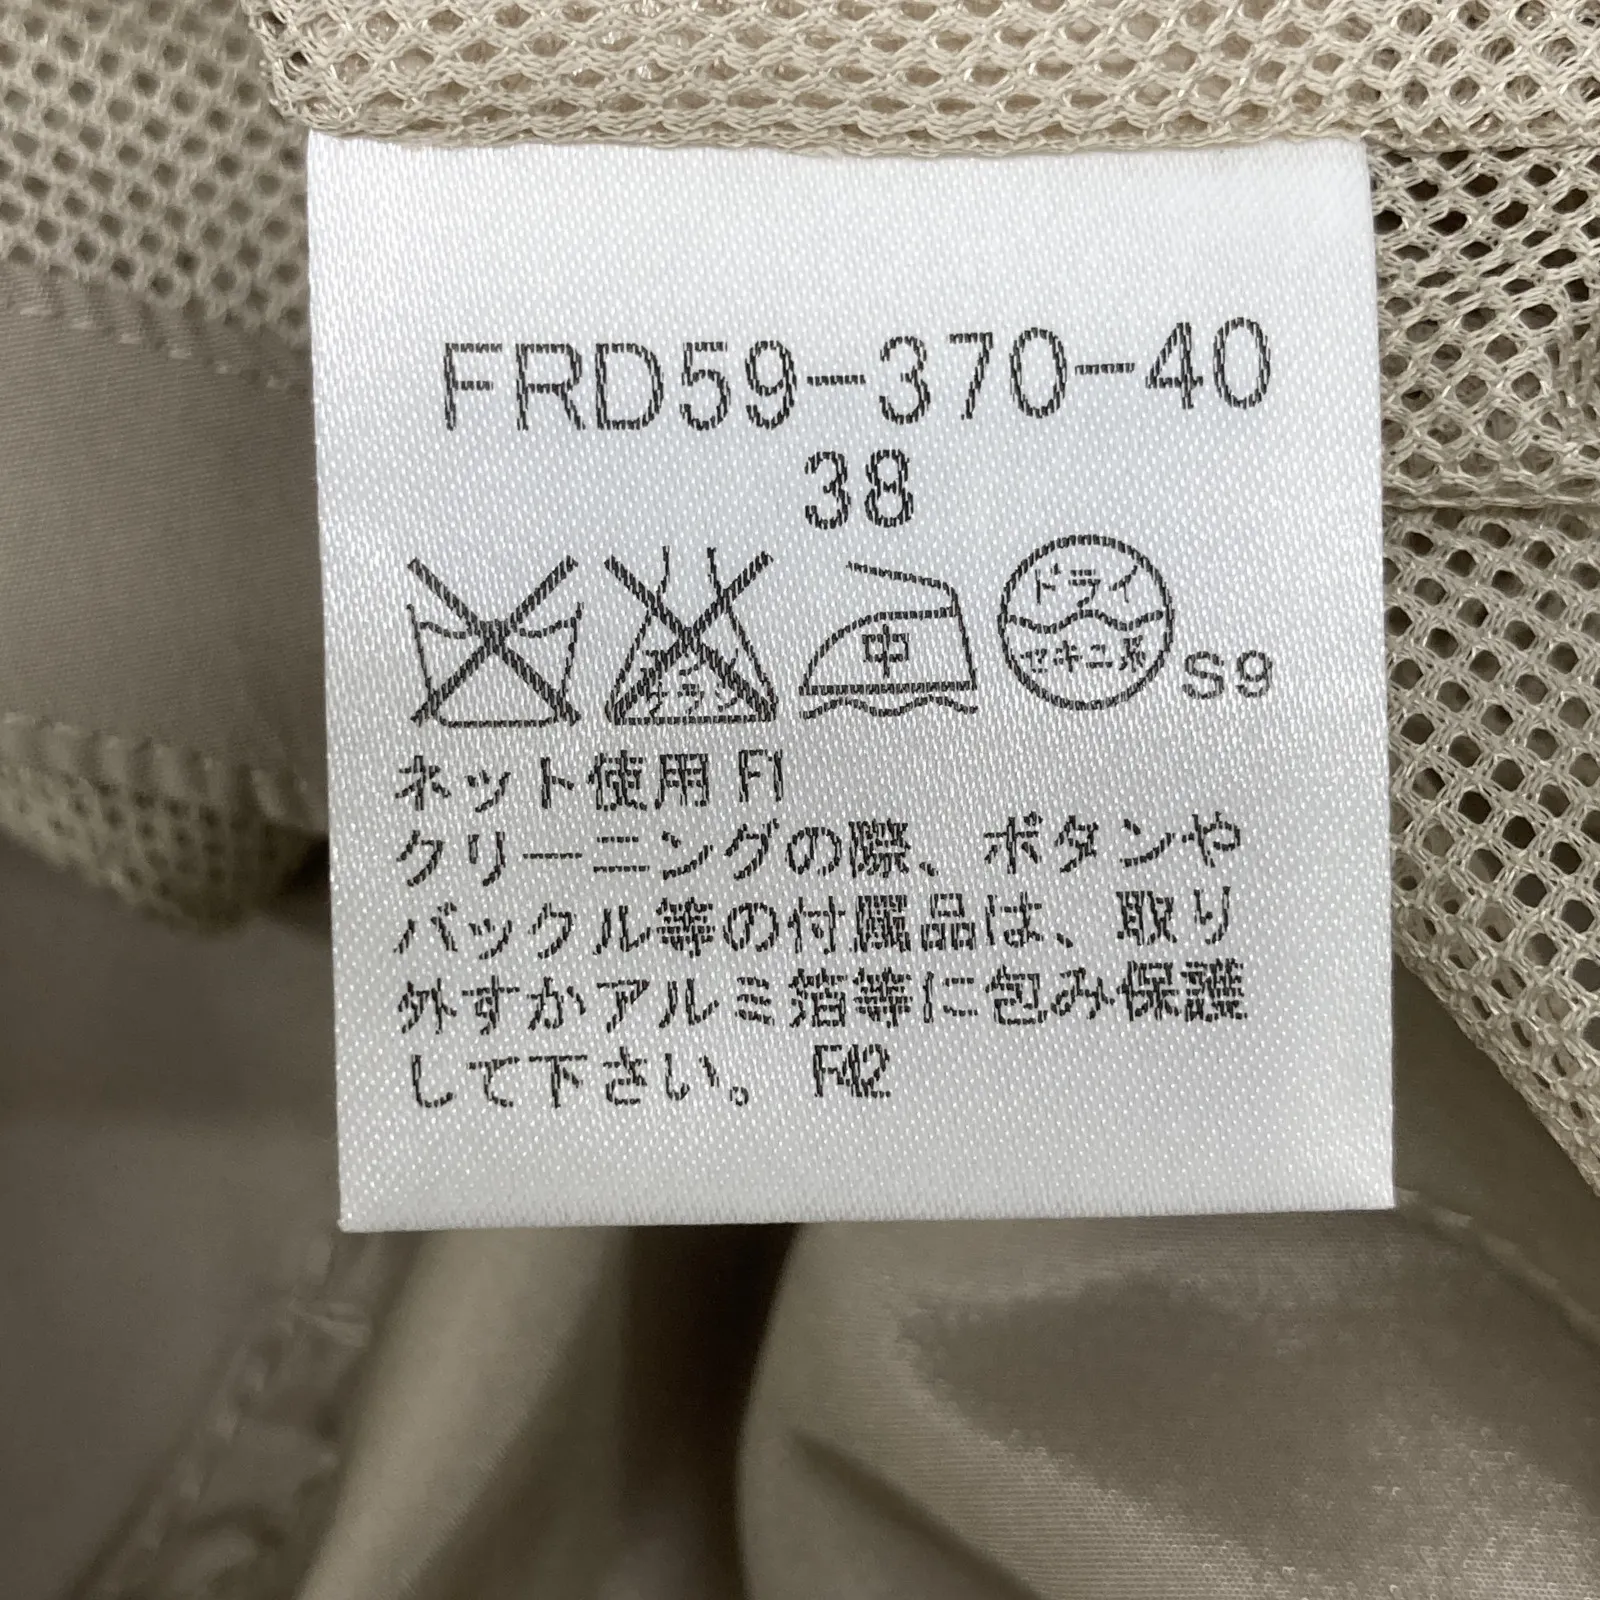 FRD59-370-40
38
中
ドライ
セキユ系
S9
ネット使用 F1
クリーニングの際、ボタンや
バックル等の付属品は、取り
外すかアルミ箔等に包み保護
して下さい。 F42